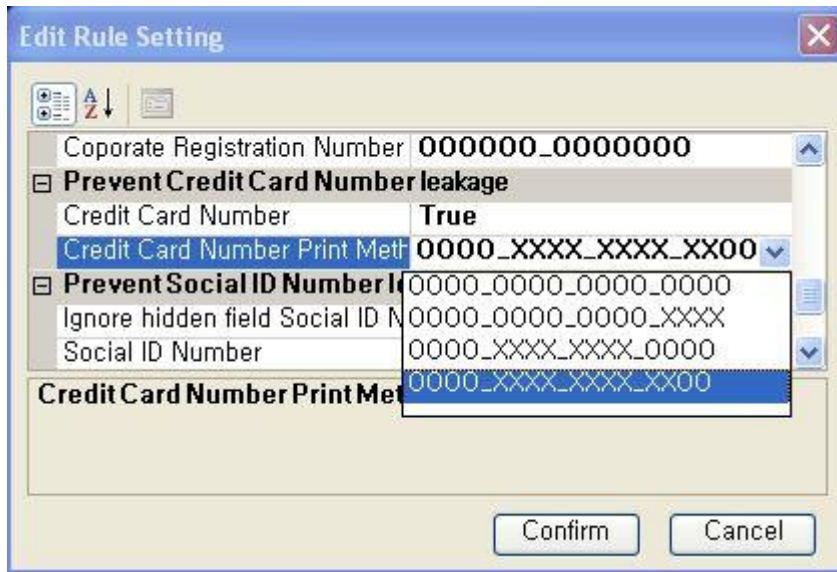 Edit Rule Setting
Coporate Registration Number 000000_0000000
Prevent Credit Card Number leakage
Credit Card Number True
Credit Card Number Print Meth 0000_XXXX_XXXX_XX00
Prevent Social ID Number l
0000_0000_0000_0000
Ignore hidden field Social ID N
0000_0000_0000_XXXX
Social ID Number
0000_XXXX_XXXX_0000
0000_XXXX_XXXX_XX00
Credit Card Number Print Met
Confirm Cancel